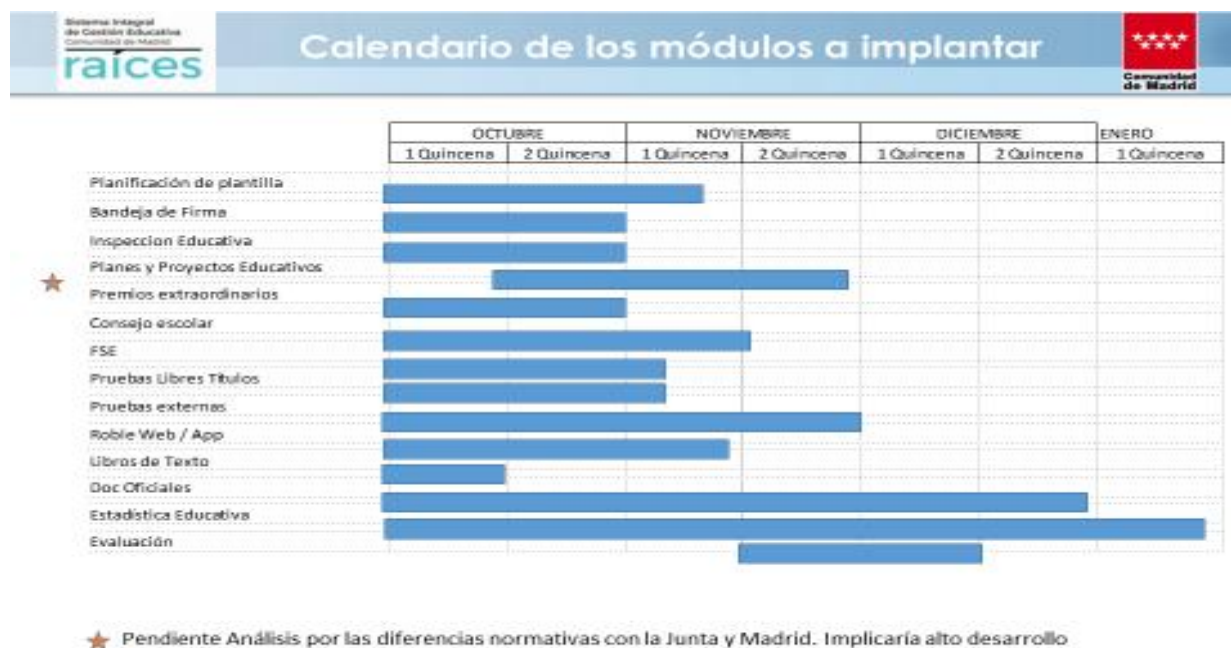 Sistema Integral
de Gestión Educativa
Comunidad de Madrid
raíces
Calendario de los módulos a implantar
Comunidad
de Madrid
OCTUBRE NOVIEMBRE DICIEMBRE ENERO
1 Quincena 2 Quincena 1 Quincena 2 Quincena 1 Quincena 2 Quincena 1 Quincena
Planificación de plantilla
Bandeja de Firma
Inspeccion Educativa
Planes y Proyectos Educativos
Premios extraordinarios
Consejo escolar
FSE
Pruebas Libres Títulos
Pruebas externas
Roble Web / App
Libros de Texto
Doc Oficiales
Estadística Educativa
Evaluación
Pendiente Análisis por las diferencias normativas con la Junta y Madrid. Implicaría alto desarrollo